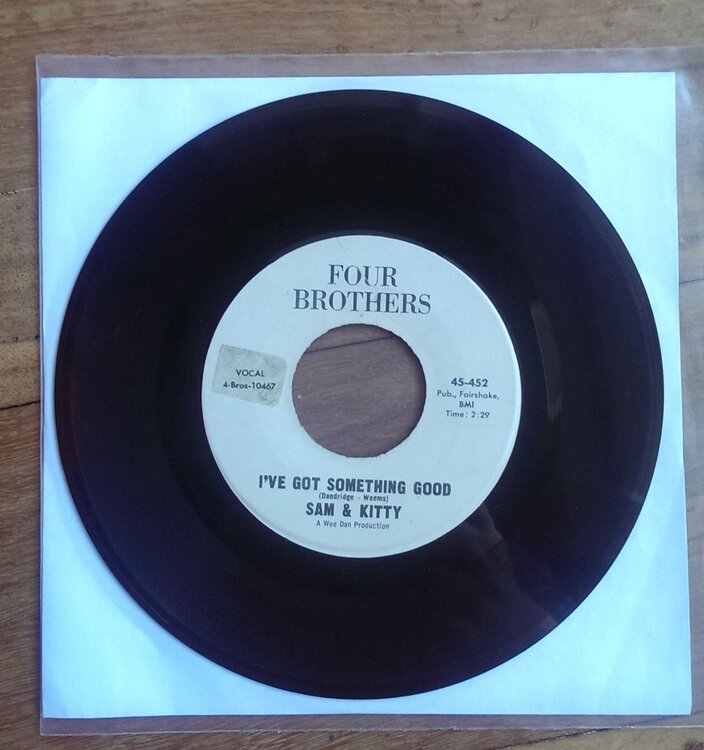 FOUR
BROTHERS
VOCAL
4-Bros-10467
45-452
Pub., Fairshake,
BMI
Time: 2:29
I'VE GOT SOMETHING GOOD
(Dandridge - Weems)
SAM & KITTY
A Wee Dan Production